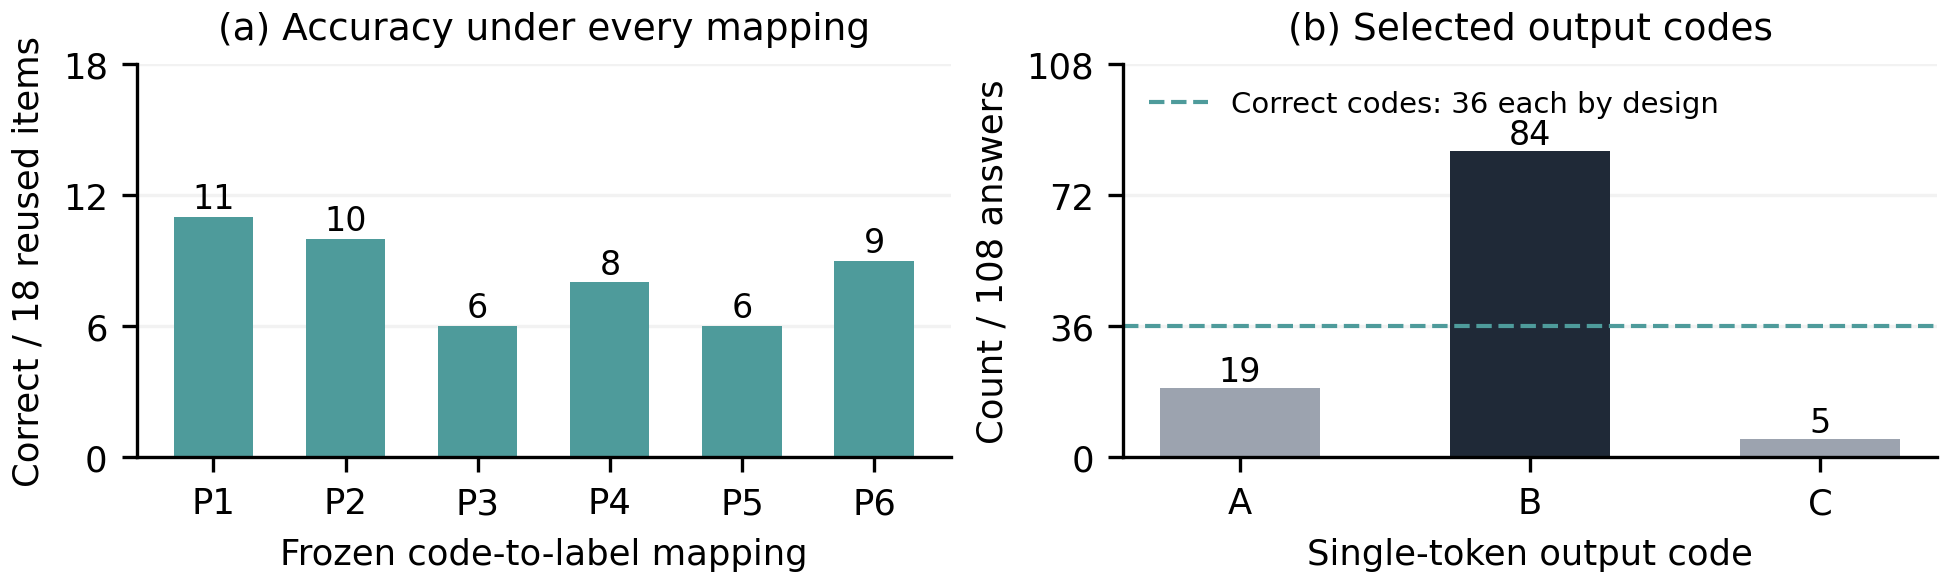 (a) Accuracy under every mapping
Correct / 18 reused items
18
12
6
0
11
10
6
8
6
9
P1
P2
P3
P4
P5
P6
Frozen code-to-label mapping
(b) Selected output codes
Count / 108 answers
108
72
36
0
Correct codes: 36 each by design
19
84
5
A
B
C
Single-token output code